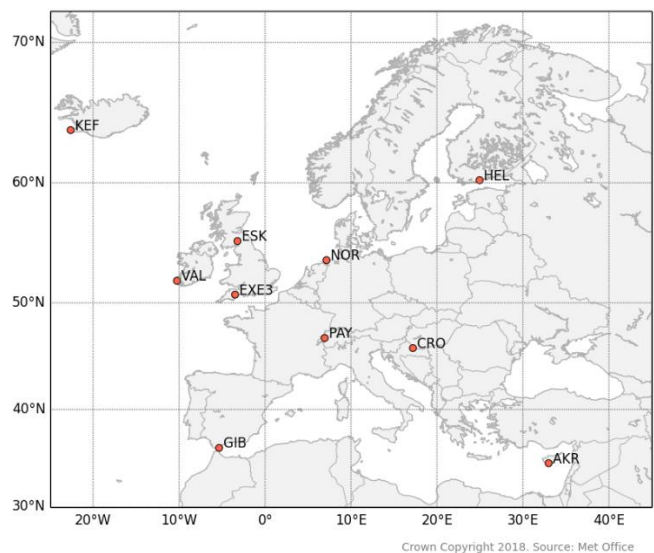 70°N
KEF
HEL
60°N
ESK
NOR
VAL
EXE3
50°N
PAY
CRO
40°N
GIB
AKR
30°N
20°W 10°W 0° 10°E 20°E 30°E 40°E
Crown Copyright 2018. Source: Met Office